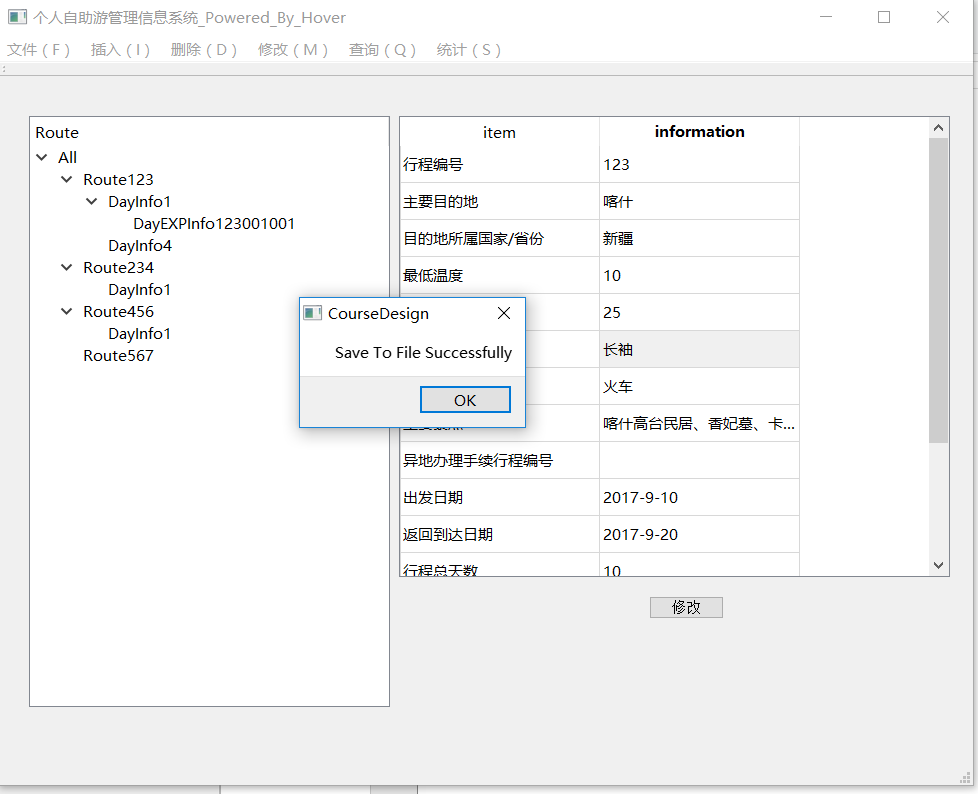 个人自助游管理信息系统_Powered_By_Hover
文件 ( F )  插入 ( I )  删除 ( D )  修改 ( M )  查询 ( Q )  统计 ( S )
Route
All
Route123
DayInfo1
DayEXPInfo123001001
DayInfo4
Route234
DayInfo1
Route456
DayInfo1
Route567
item information
行程编号 123
主要目的地 喀什
目的地所属国家/省份 新疆
最低温度 10
25
长袖
火车
喀什高台民居、香妃墓、卡...
异地办理手续行程编号
出发日期 2017-9-10
返回到达日期 2017-9-20
行程总天数 10
修改
CourseDesign
Save To File Successfully
OK